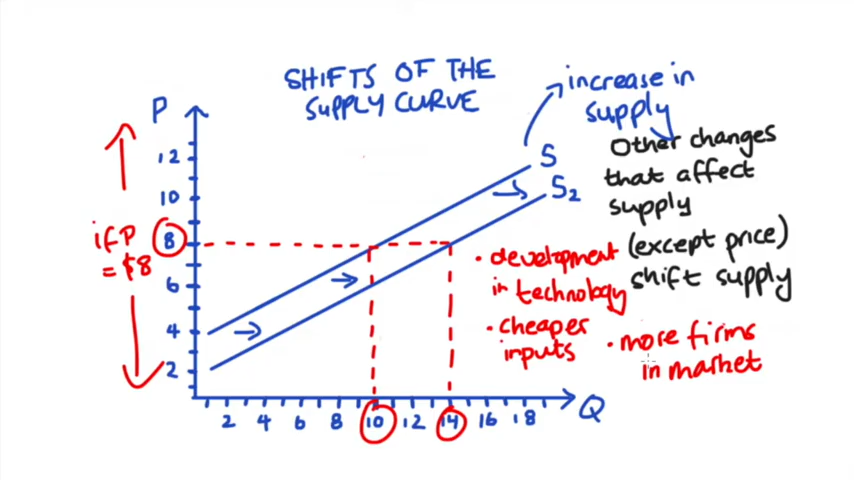 SHIFTS OF THE
SUPPLY CURVE
increase in
supply
Other changes
that affect
supply
(except price)
shift supply
P
12
10
8
6
4
2
if P
= $8
S
S2
• development
in technology
• cheaper
inputs
• more firms
in market
2 4 6 8 10 12 14 16 18
Q